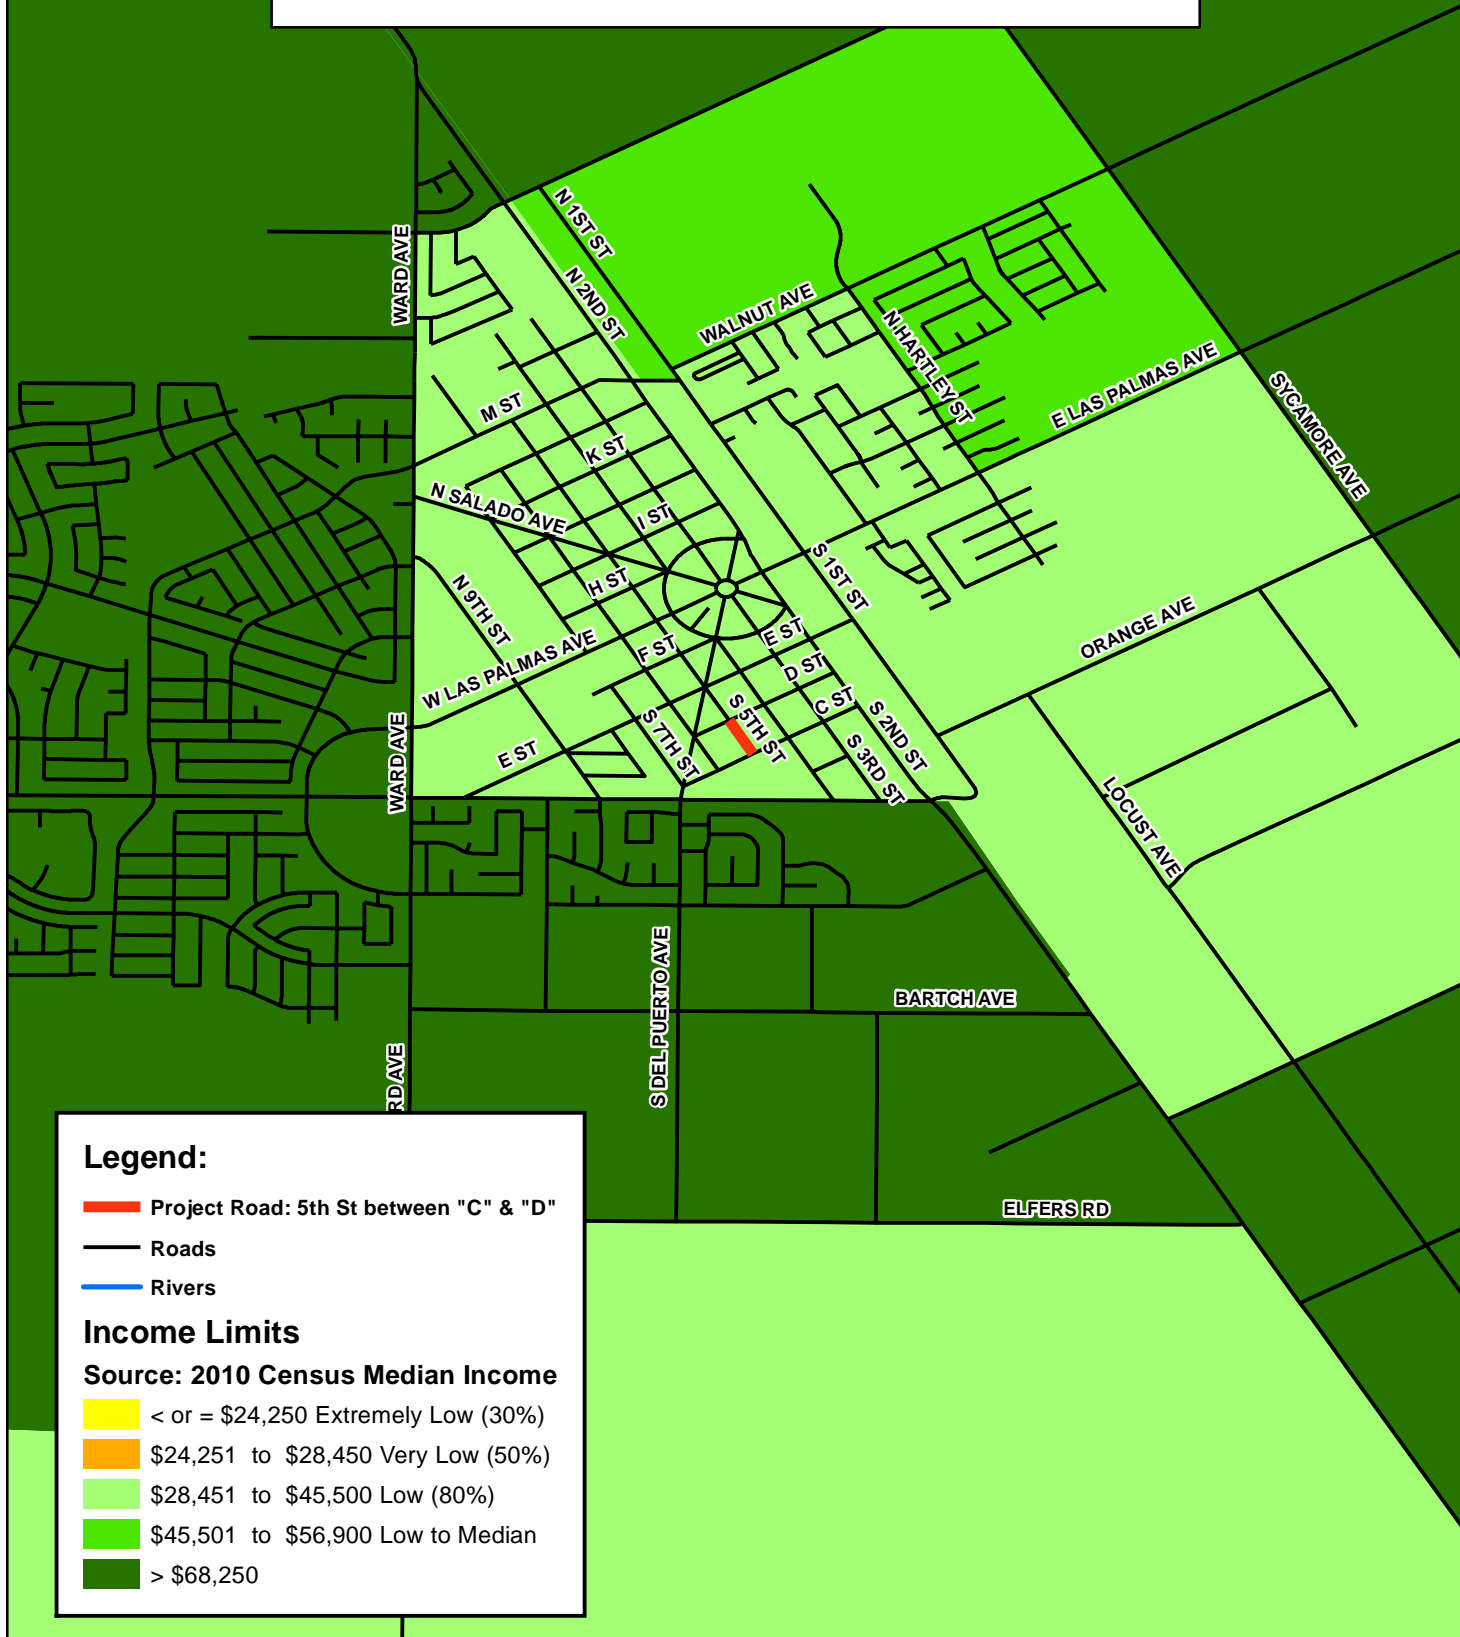 N 1ST ST
WARD AVE
N 2ND ST
WALNUT AVE
N HARTLEY ST
E LAS PALMAS AVE
SYCAMORE AVE
M ST
K ST
N SALADO AVE
I ST
S 1ST ST
H ST
N 9TH ST
E ST
ORANGE AVE
W LAS PALMAS AVE
F ST
D ST
C ST
S 5TH ST
S 2ND ST
S 7TH ST
WARD AVE
E ST
S 3RD ST
LOCUST AVE
S DEL PUERTO AVE
BARTCH AVE
RD AVE
ELFERS RD
Legend:
Project Road: 5th St between "C" & "D"
Roads
Rivers
Income Limits
Source: 2010 Census Median Income
< or = $24,250 Extremely Low (30%)
$24,251 to $28,450 Very Low (50%)
$28,451 to $45,500 Low (80%)
$45,501 to $56,900 Low to Median
> $68,250